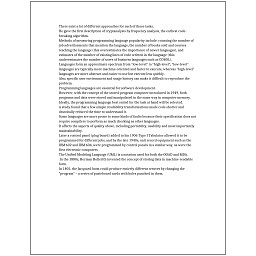 There exist a lot of different approaches for each of those tasks.
He gave the first description of cryptanalysis by frequency analysis, the earliest code breaking algorithm.
Methods of measuring programming language popularity include: counting the number of job advertisements that mention the language, the number of books sold and courses teaching the language (this overestimates the importance of newer languages), and estimates of the number of existing lines of code written in the language (this underestimates the number of users of business languages such as COBOL).
Languages form an approximate spectrum from "low-level" to "high-level"; "low-level" languages are typically more machine-oriented and faster to execute, whereas "high-level" languages are more abstract and easier to use but execute less quickly.
Also, specific user environment and usage history can make it difficult to reproduce the problem.
Programming languages are essential for software development.
However, with the concept of the stored-program computer introduced in 1949, both programs and data were stored and manipulated in the same way in computer memory.
Ideally, the programming language best suited for the task at hand will be selected.
A study found that a few simple readability transformations made code shorter and drastically reduced the time to understand it.
Some languages are more prone to some kinds of faults because their specification does not require compilers to perform as much checking as other languages.
It affects the aspects of quality above, including portability, usability and most importantly maintainability.
Later a control panel (plug board) added to his 1906 Type I Tabulator allowed it to be programmed for different jobs, and by the late 1940s, unit record equipment such as the IBM 602 and IBM 604, were programmed by control panels in a similar way, as were the first electronic computers.
The Unified Modeling Language (UML) is a notation used for both the OOAD and MDA.
In the 1880s, Herman Hollerith invented the concept of storing data in machine-readable form.
In 1801, the Jacquard loom could produce entirely different weaves by changing the "program" - a series of pasteboard cards with holes punched in them.